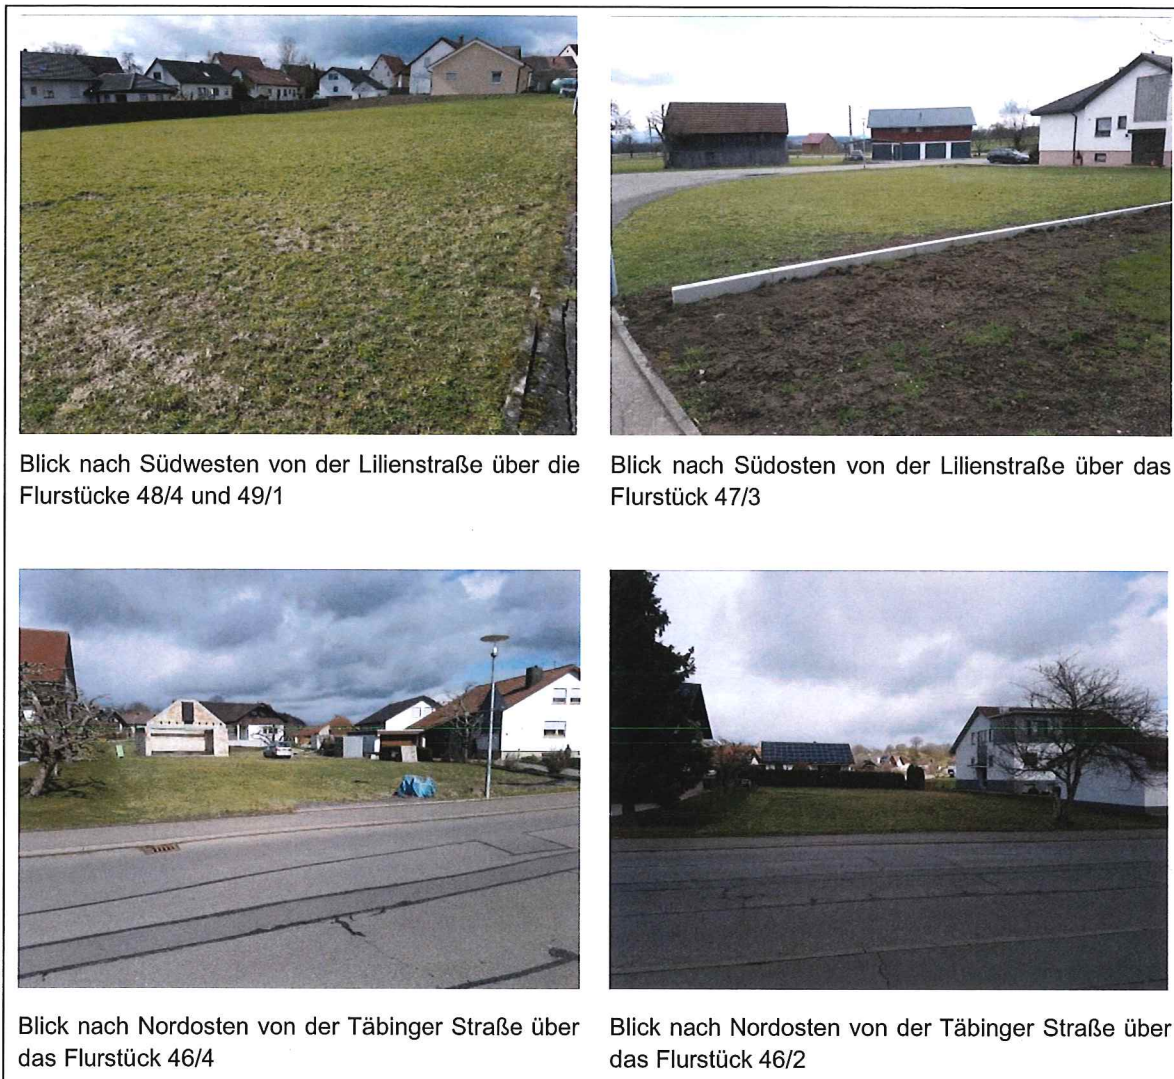 Blick nach Südwesten von der Lilienstraße über die
Flurstücke 48/4 und 49/1
Blick nach Südosten von der Lilienstraße über das
Flurstück 47/3
Blick nach Nordosten von der Täbinger Straße über
das Flurstück 46/4
Blick nach Nordosten von der Täbinger Straße über
das Flurstück 46/2